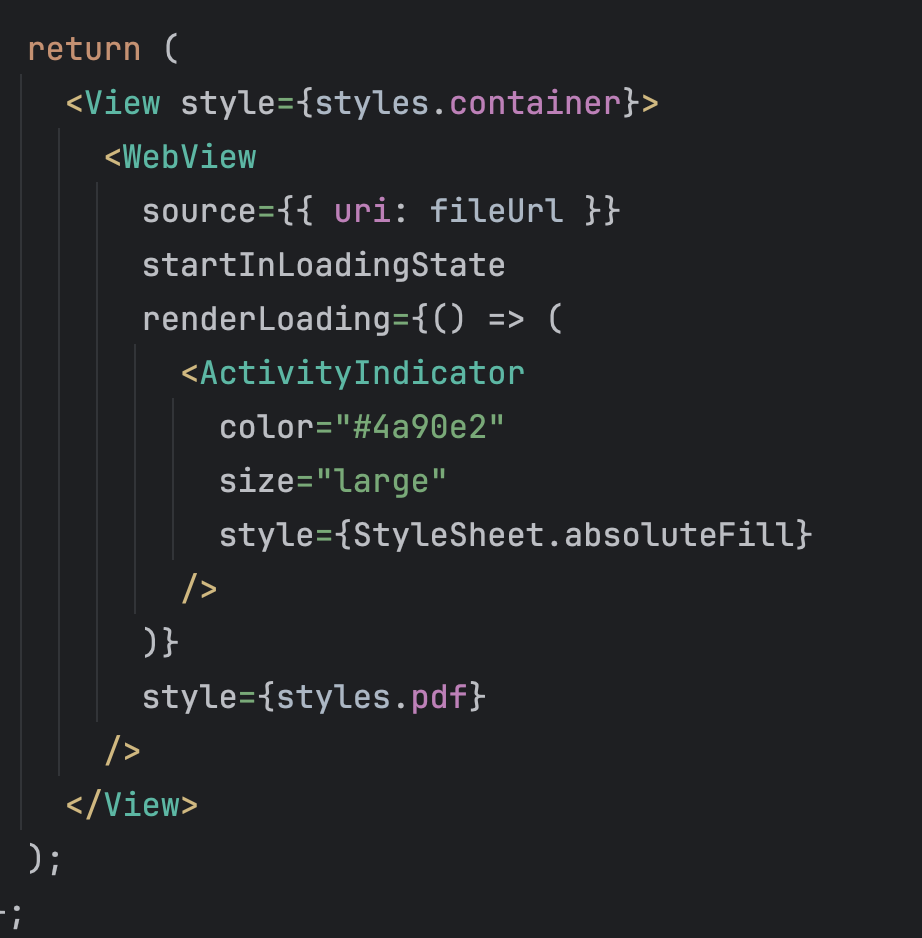 return (
<View style={styles.container}>
<WebView
source={{ uri: fileUrl }}
startInLoadingState
renderLoading={() => (
<ActivityIndicator
color="#4a90e2"
size="large"
style={StyleSheet.absoluteFill}
/>
)}
style={styles.pdf}
/>
</View>
);
};